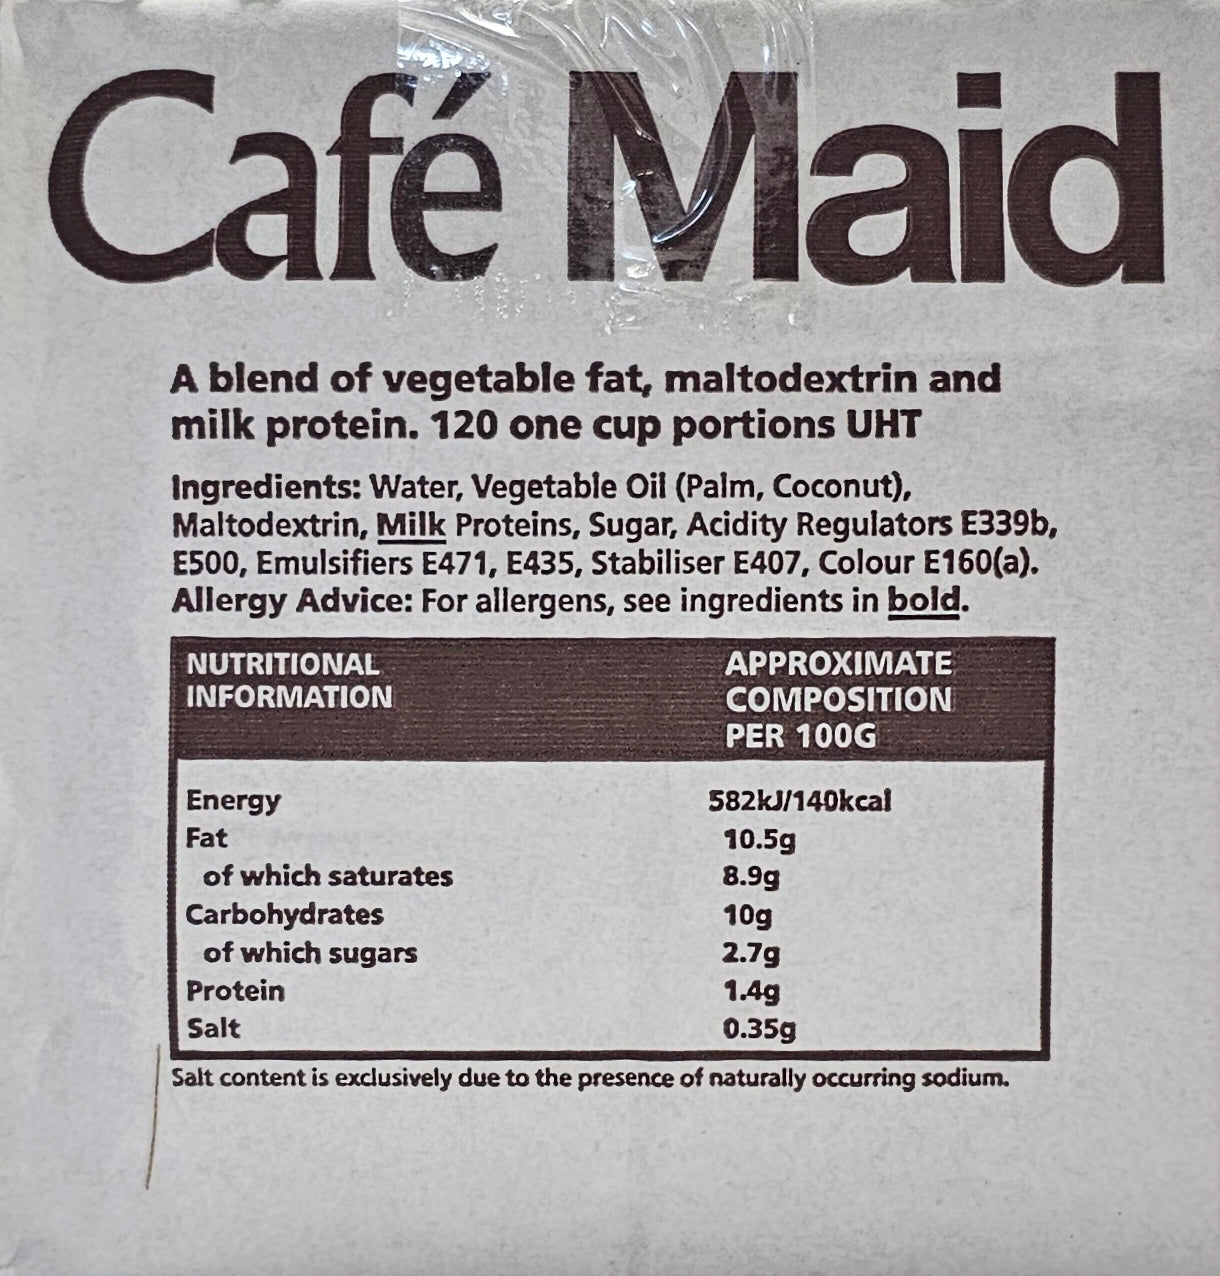 Café Maid
A blend of vegetable fat, maltodextrin and
milk protein. 120 one cup portions UHT
Ingredients: Water, Vegetable Oil (Palm, Coconut),
Maltodextrin, Milk Proteins, Sugar, Acidity Regulators E339b,
E500, Emulsifiers E471, E435, Stabiliser E407, Colour E160(a).
Allergy Advice: For allergens, see ingredients in bold.
NUTRITIONAL INFORMATION APPROXIMATE COMPOSITION PER 100G
Energy 582kJ/140kcal
Fat 10.5g
of which saturates 8.9g
Carbohydrates 10g
of which sugars 2.7g
Protein 1.4g
Salt 0.35g
Salt content is exclusively due to the presence of naturally occurring sodium.